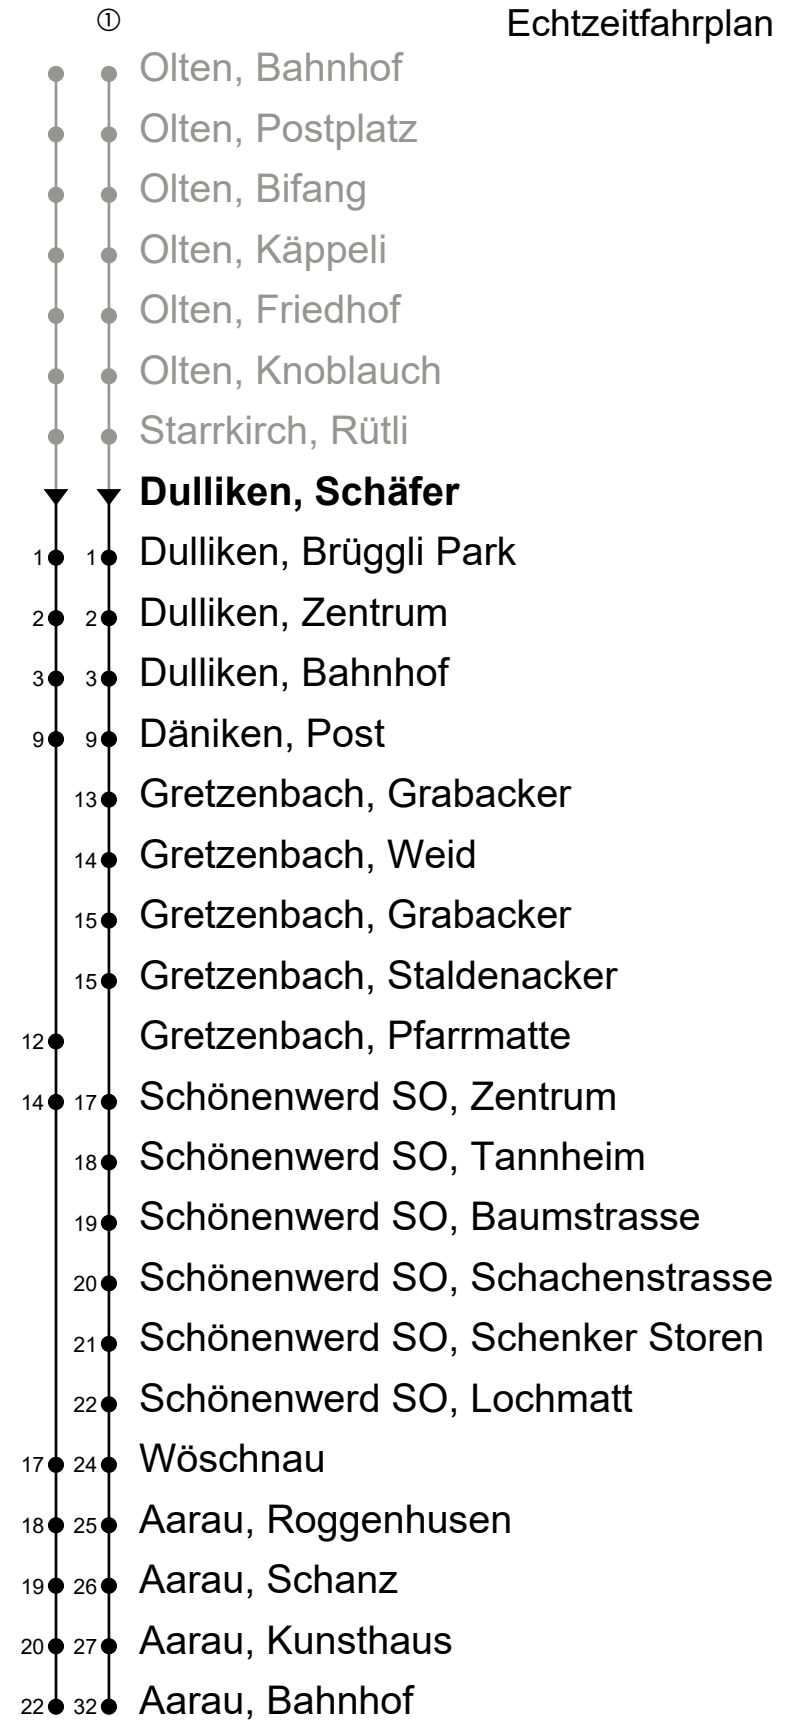 ① Echtzeitfahrplan
Olten, Bahnhof
Olten, Postplatz
Olten, Bifang
Olten, Käppeli
Olten, Friedhof
Olten, Knoblauch
Starrkirch, Rütli
Dulliken, Schäfer
1 1 Dulliken, Brüggli Park
2 2 Dulliken, Zentrum
3 3 Dulliken, Bahnhof
9 9 Däniken, Post
13 Gretzenbach, Grabacker
14 Gretzenbach, Weid
15 Gretzenbach, Grabacker
15 Gretzenbach, Staldenacker
12 Gretzenbach, Pfarrmatte
14 17 Schönenwerd SO, Zentrum
18 Schönenwerd SO, Tannheim
19 Schönenwerd SO, Baumstrasse
20 Schönenwerd SO, Schachenstrasse
21 Schönenwerd SO, Schenker Storen
22 Schönenwerd SO, Lochmatt
17 24 Wöschnau
18 25 Aarau, Roggenhusen
19 26 Aarau, Schanz
20 27 Aarau, Kunsthaus
22 32 Aarau, Bahnhof